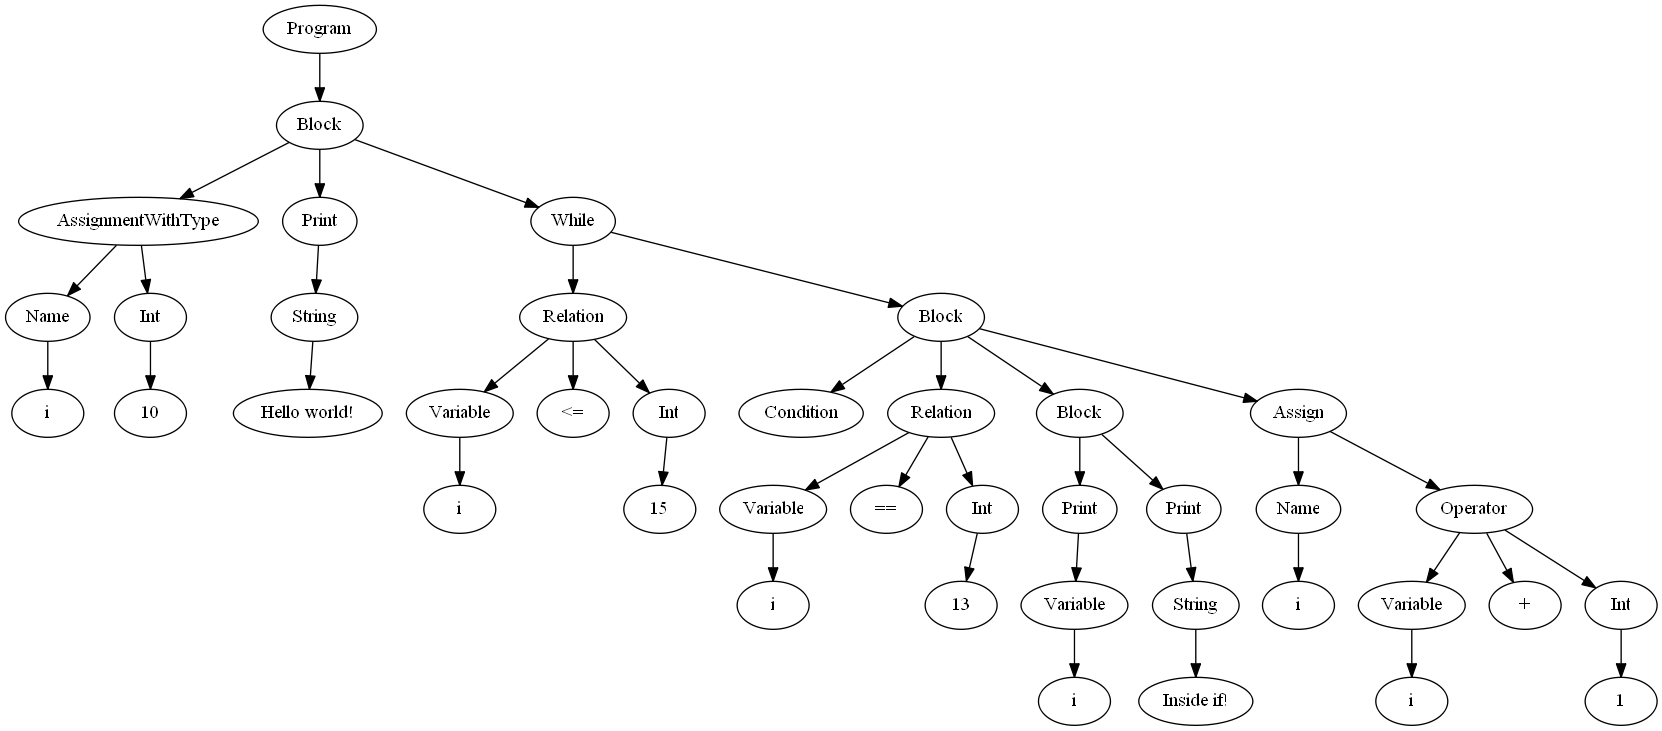 Program
Block
AssignmentWithType
Print
While
Name
Int
String
Relation
Block
i
10
Hello world!
Variable
<=
Int
Condition
Relation
Block
Assign
i
15
Variable
==
Int
Print
Print
Name
Operator
i
13
Variable
String
i
Variable
+
Int
i
Inside if!
i
1